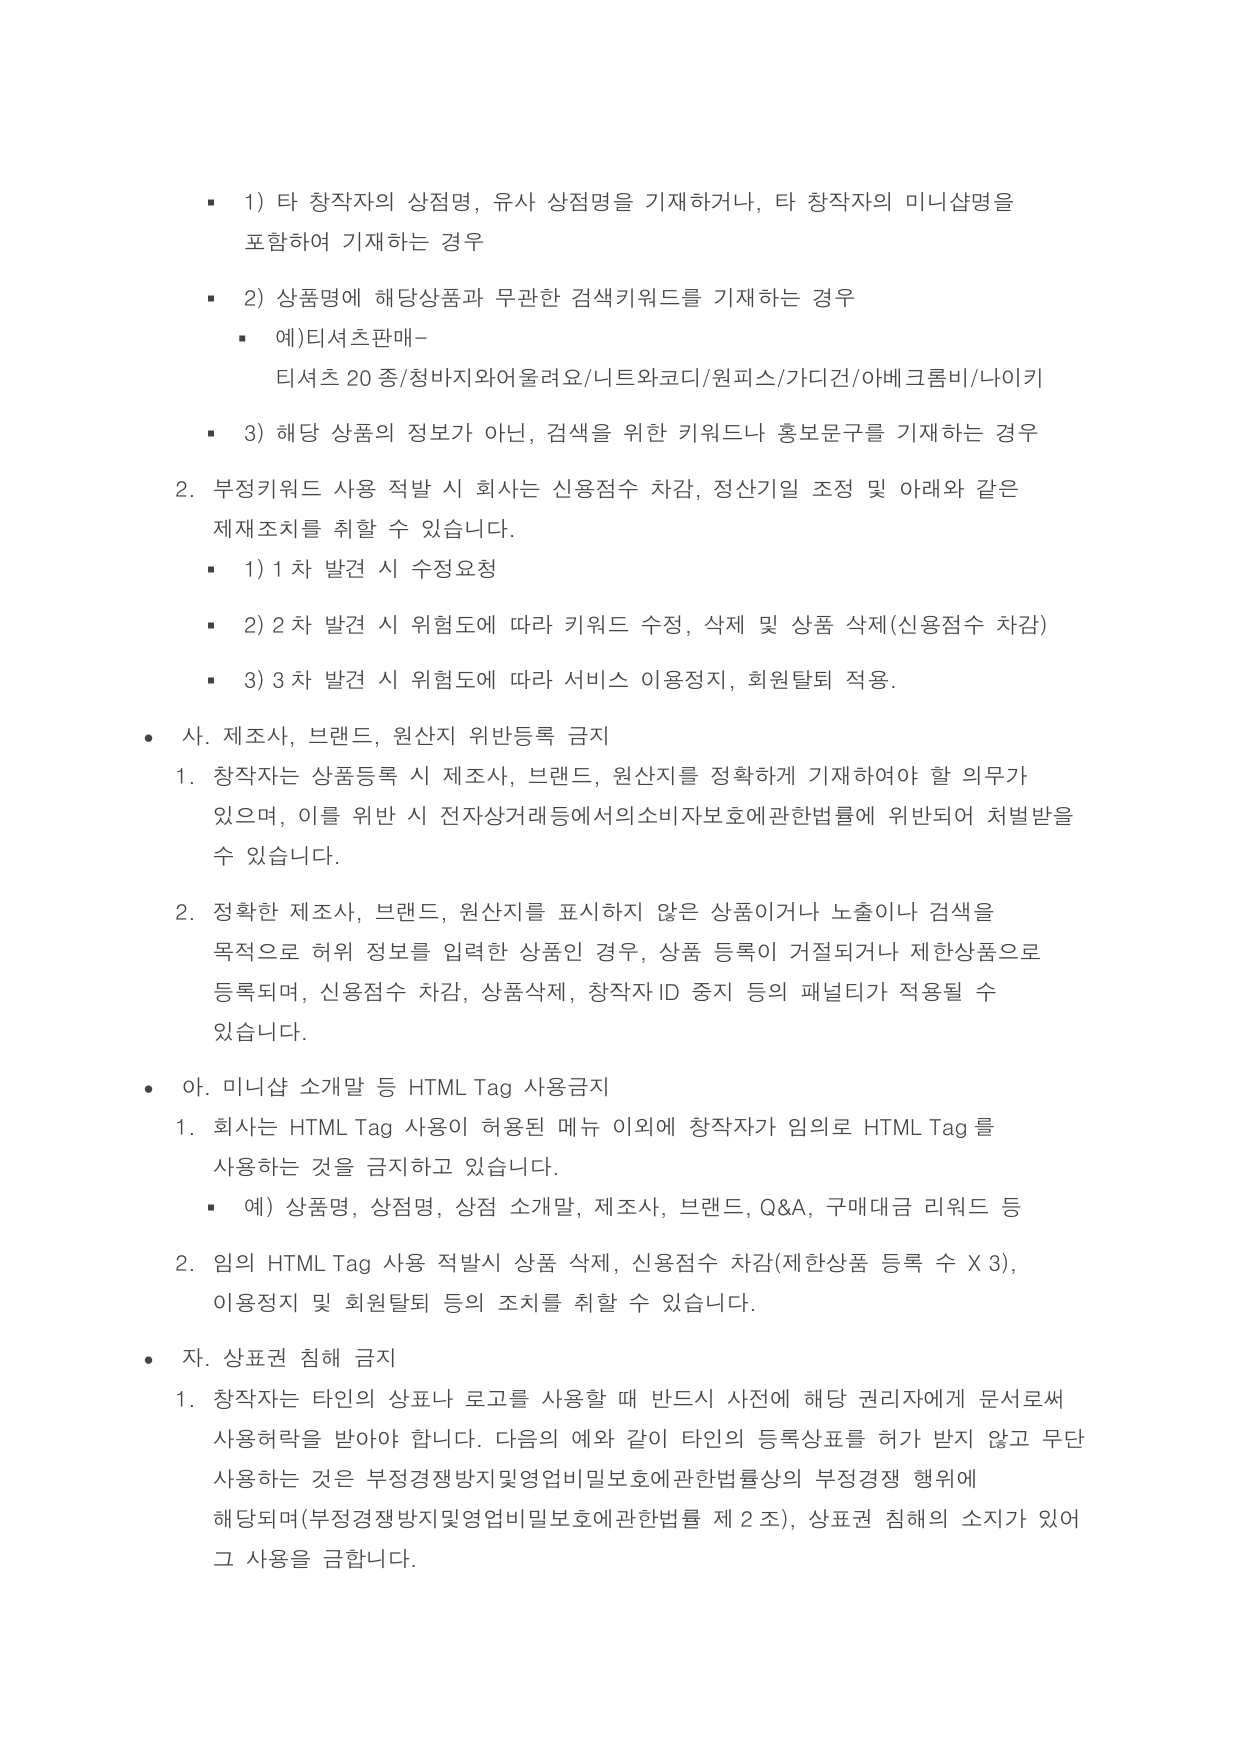 ▪ 1) 타 창작자의 상점명, 유사 상점명을 기재하거나, 타 창작자의 미니샵명을
포함하여 기재하는 경우
▪ 2) 상품명에 해당상품과 무관한 검색키워드를 기재하는 경우
▪ 예)티셔츠판매–
티셔츠 20 종/청바지와어울려요/니트와코디/원피스/가디건/아베크롬비/나이키
▪ 3) 해당 상품의 정보가 아닌, 검색을 위한 키워드나 홍보문구를 기재하는 경우
2. 부정키워드 사용 적발 시 회사는 신용점수 차감, 정산기일 조정 및 아래와 같은
제재조치를 취할 수 있습니다.
▪ 1) 1 차 발견 시 수정요청
▪ 2) 2 차 발견 시 위험도에 따라 키워드 수정, 삭제 및 상품 삭제(신용점수 차감)
▪ 3) 3 차 발견 시 위험도에 따라 서비스 이용정지, 회원탈퇴 적용.
• 사. 제조사, 브랜드, 원산지 위반등록 금지
1. 창작자는 상품등록 시 제조사, 브랜드, 원산지를 정확하게 기재하여야 할 의무가
있으며, 이를 위반 시 전자상거래등에서의소비자보호에관한법률에 위반되어 처벌받을
수 있습니다.
2. 정확한 제조사, 브랜드, 원산지를 표시하지 않은 상품이거나 노출이나 검색을
목적으로 허위 정보를 입력한 상품인 경우, 상품 등록이 거절되거나 제한상품으로
등록되며, 신용점수 차감, 상품삭제, 창작자 ID 중지 등의 패널티가 적용될 수
있습니다.
• 아. 미니샵 소개말 등 HTML Tag 사용금지
1. 회사는 HTML Tag 사용이 허용된 메뉴 이외에 창작자가 임의로 HTML Tag 를
사용하는 것을 금지하고 있습니다.
▪ 예) 상품명, 상점명, 상점 소개말, 제조사, 브랜드, Q&A, 구매대금 리워드 등
2. 임의 HTML Tag 사용 적발시 상품 삭제, 신용점수 차감(제한상품 등록 수 X 3),
이용정지 및 회원탈퇴 등의 조치를 취할 수 있습니다.
• 자. 상표권 침해 금지
1. 창작자는 타인의 상표나 로고를 사용할 때 반드시 사전에 해당 권리자에게 문서로써
사용허락을 받아야 합니다. 다음의 예와 같이 타인의 등록상표를 허가 받지 않고 무단
사용하는 것은 부정경쟁방지및영업비밀보호에관한법률상의 부정경쟁 행위에
해당되며(부정경쟁방지및영업비밀보호에관한법률 제 2 조), 상표권 침해의 소지가 있어
그 사용을 금합니다.